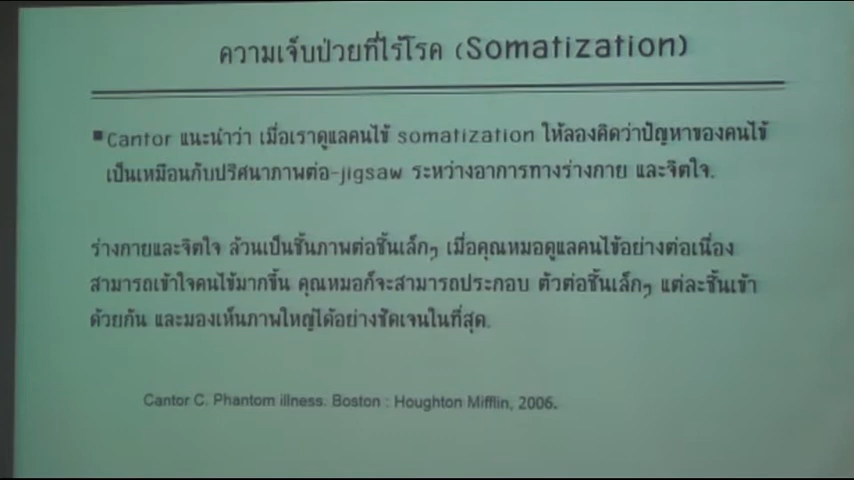 ความเจ็บป่วยที่ไร้โรค (Somatization)
Cantor แนะนำว่า เมื่อเราดูแลคนไข้ somatization ให้ลองคิดว่าปัญหาของคนไข้
เป็นเหมือนกับปริศนาภาพต่อ-jigsaw ระหว่างอาการทางร่างกาย และจิตใจ.
ร่างกายและจิตใจ ล้วนเป็นชิ้นภาพต่อชิ้นเล็กๆ เมื่อคุณหมอดูแลคนไข้อย่างต่อเนื่อง
สามารถเข้าใจคนไข้มากขึ้น คุณหมอก็จะสามารถประกอบ ตัวต่อชิ้นเล็กๆ แต่ละชิ้นเข้า
ด้วยกัน และมองเห็นภาพใหญ่ได้อย่างชัดเจนในที่สุด.
Cantor C. Phantom illness. Boston : Houghton Mifflin, 2006.